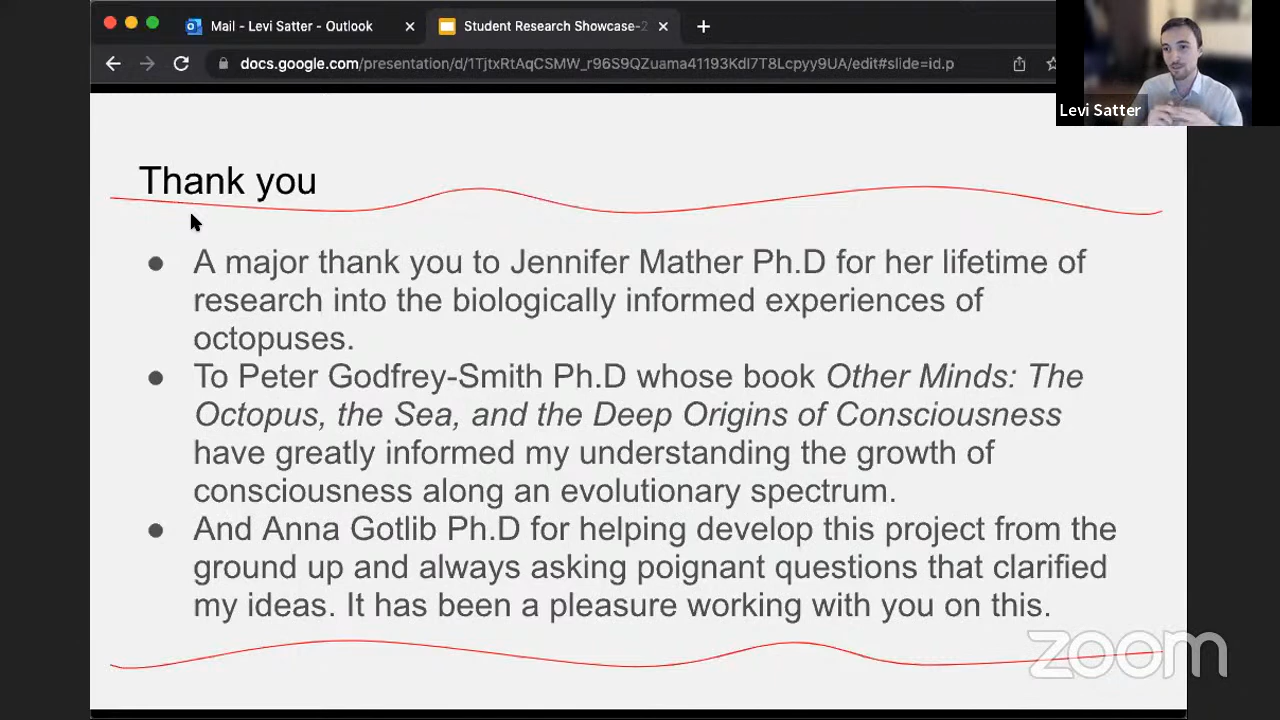 Mail - Levi Satter - Outlook
Student Research Showcase-2
docs.google.com/presentation/d/1TjtxRtAqCSMW_r96S9QZuama41193KdI7T8Lcpyy9UA/edit#slide=id.p
Levi Satter
Thank you
● A major thank you to Jennifer Mather Ph.D for her lifetime of
research into the biologically informed experiences of
octopuses.
● To Peter Godfrey-Smith Ph.D whose book Other Minds: The
Octopus, the Sea, and the Deep Origins of Consciousness
have greatly informed my understanding the growth of
consciousness along an evolutionary spectrum.
● And Anna Gotlib Ph.D for helping develop this project from the
ground up and always asking poignant questions that clarified
my ideas. It has been a pleasure working with you on this.
zoom